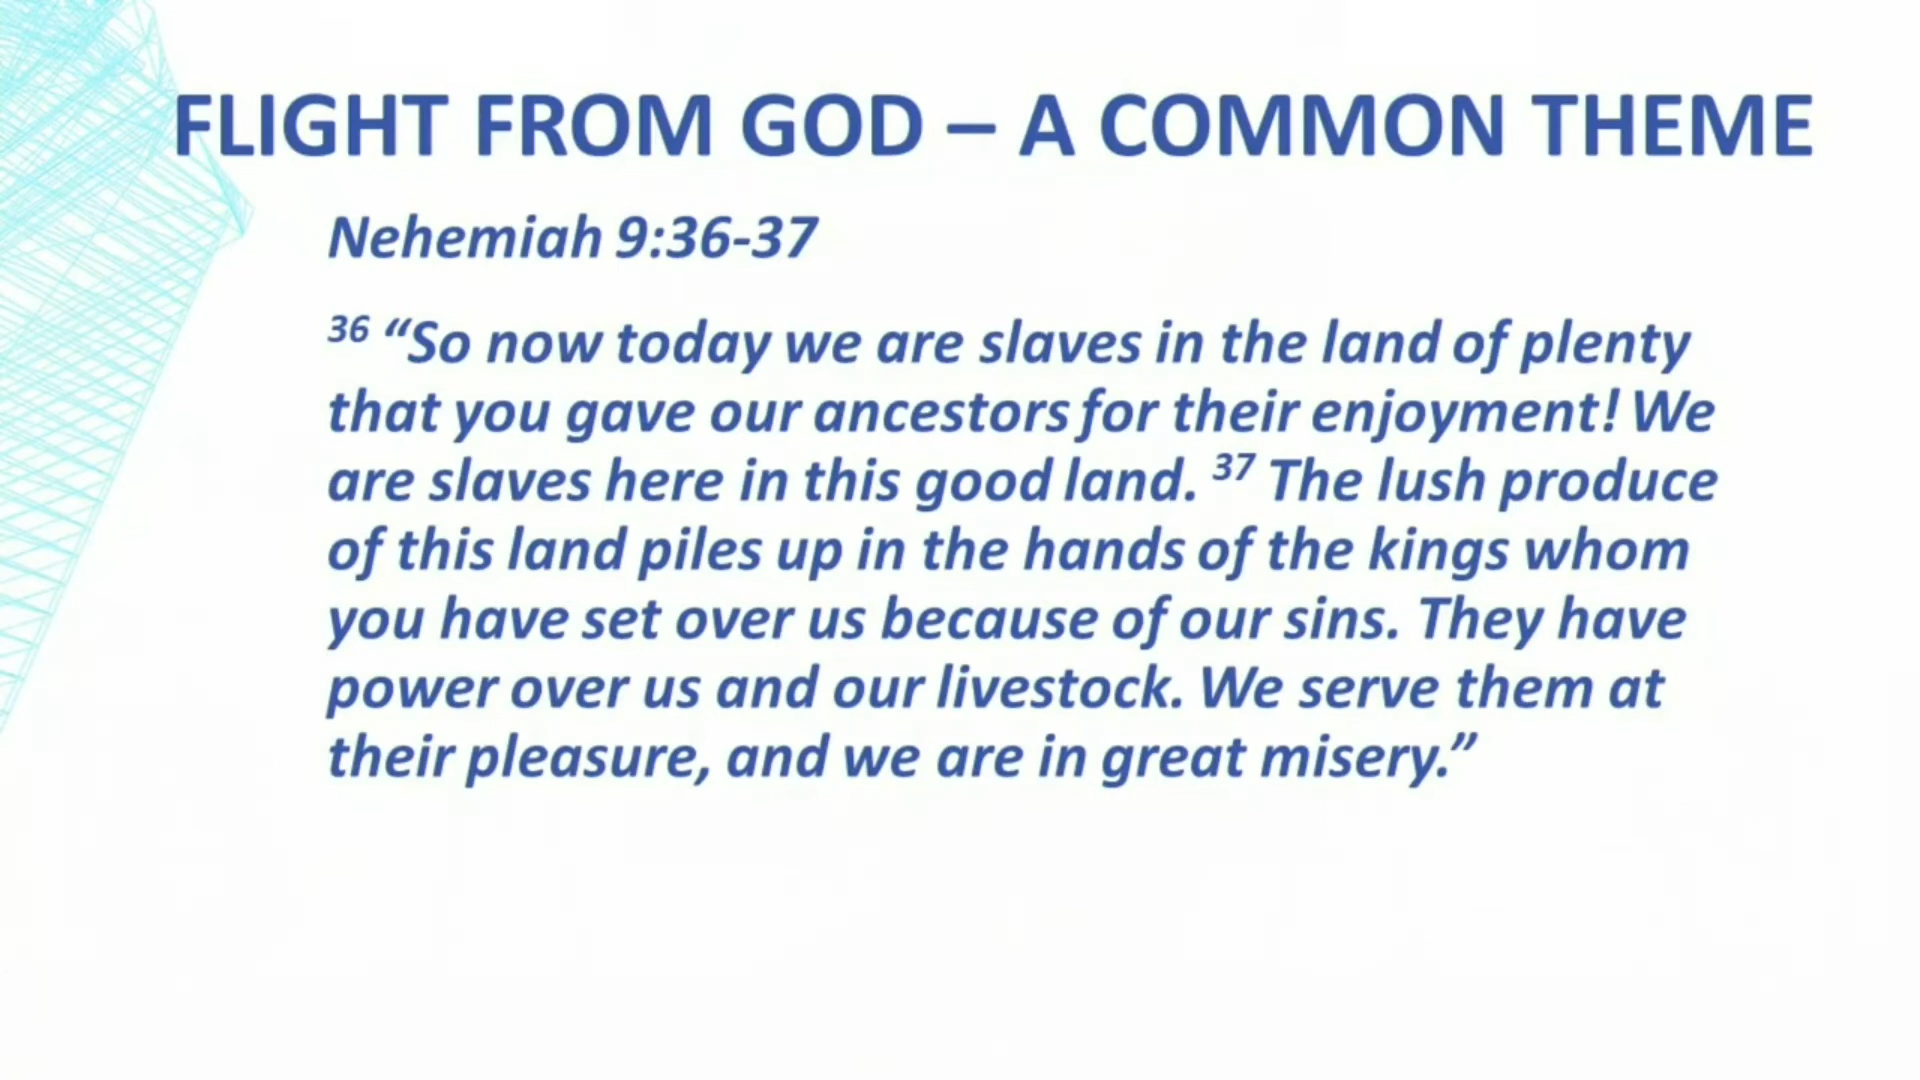 FLIGHT FROM GOD – A COMMON THEME
Nehemiah 9:36-37
36 “So now today we are slaves in the land of plenty
that you gave our ancestors for their enjoyment! We
are slaves here in this good land. 37 The lush produce
of this land piles up in the hands of the kings whom
you have set over us because of our sins. They have
power over us and our livestock. We serve them at
their pleasure, and we are in great misery.”